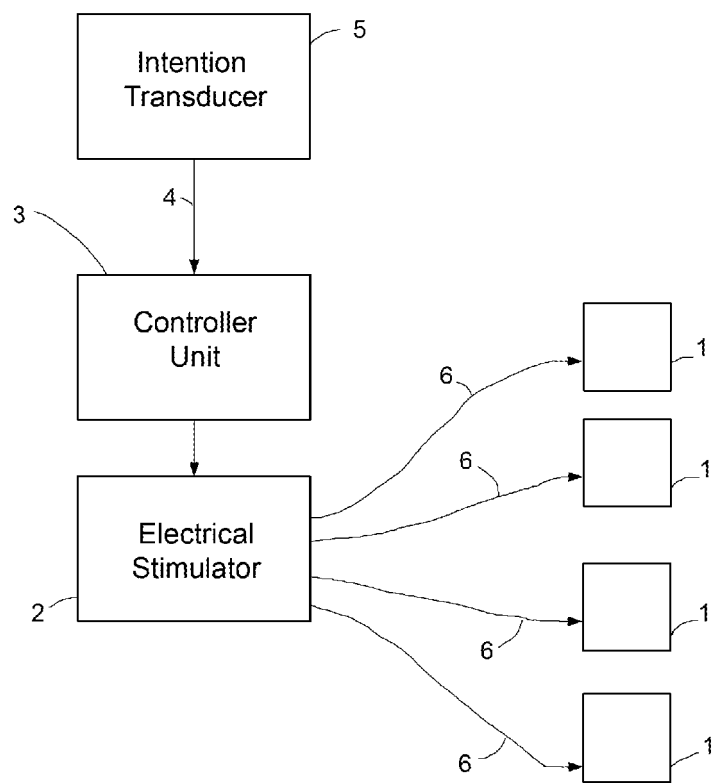 5
Intention
Transducer
4
3
Controller
Unit
1
6
6
1
Electrical
Stimulator
2
1
6
6
1